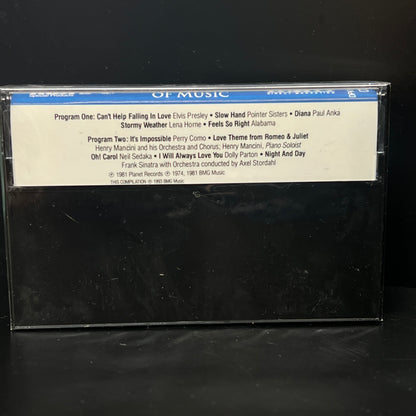 OF MUSIC
Program One: Can't Help Falling In Love Elvis Presley • Slow Hand Pointer Sisters • Diana Paul Anka
Stormy Weather Lena Horne • Feels So Right Alabama
Program Two: It's Impossible Perry Como • Love Theme from Romeo & Juliet
Henry Mancini and his Orchestra and Chorus; Henry Mancini, Piano Soloist
Oh! Carol Neil Sedaka • I Will Always Love You Dolly Parton • Night And Day
Frank Sinatra with Orchestra conducted by Axel Stordahl
℗ 1981 Planet Records ℗ 1974, 1981 BMG Music
THIS COMPILATION ℗ 1993 BMG Music